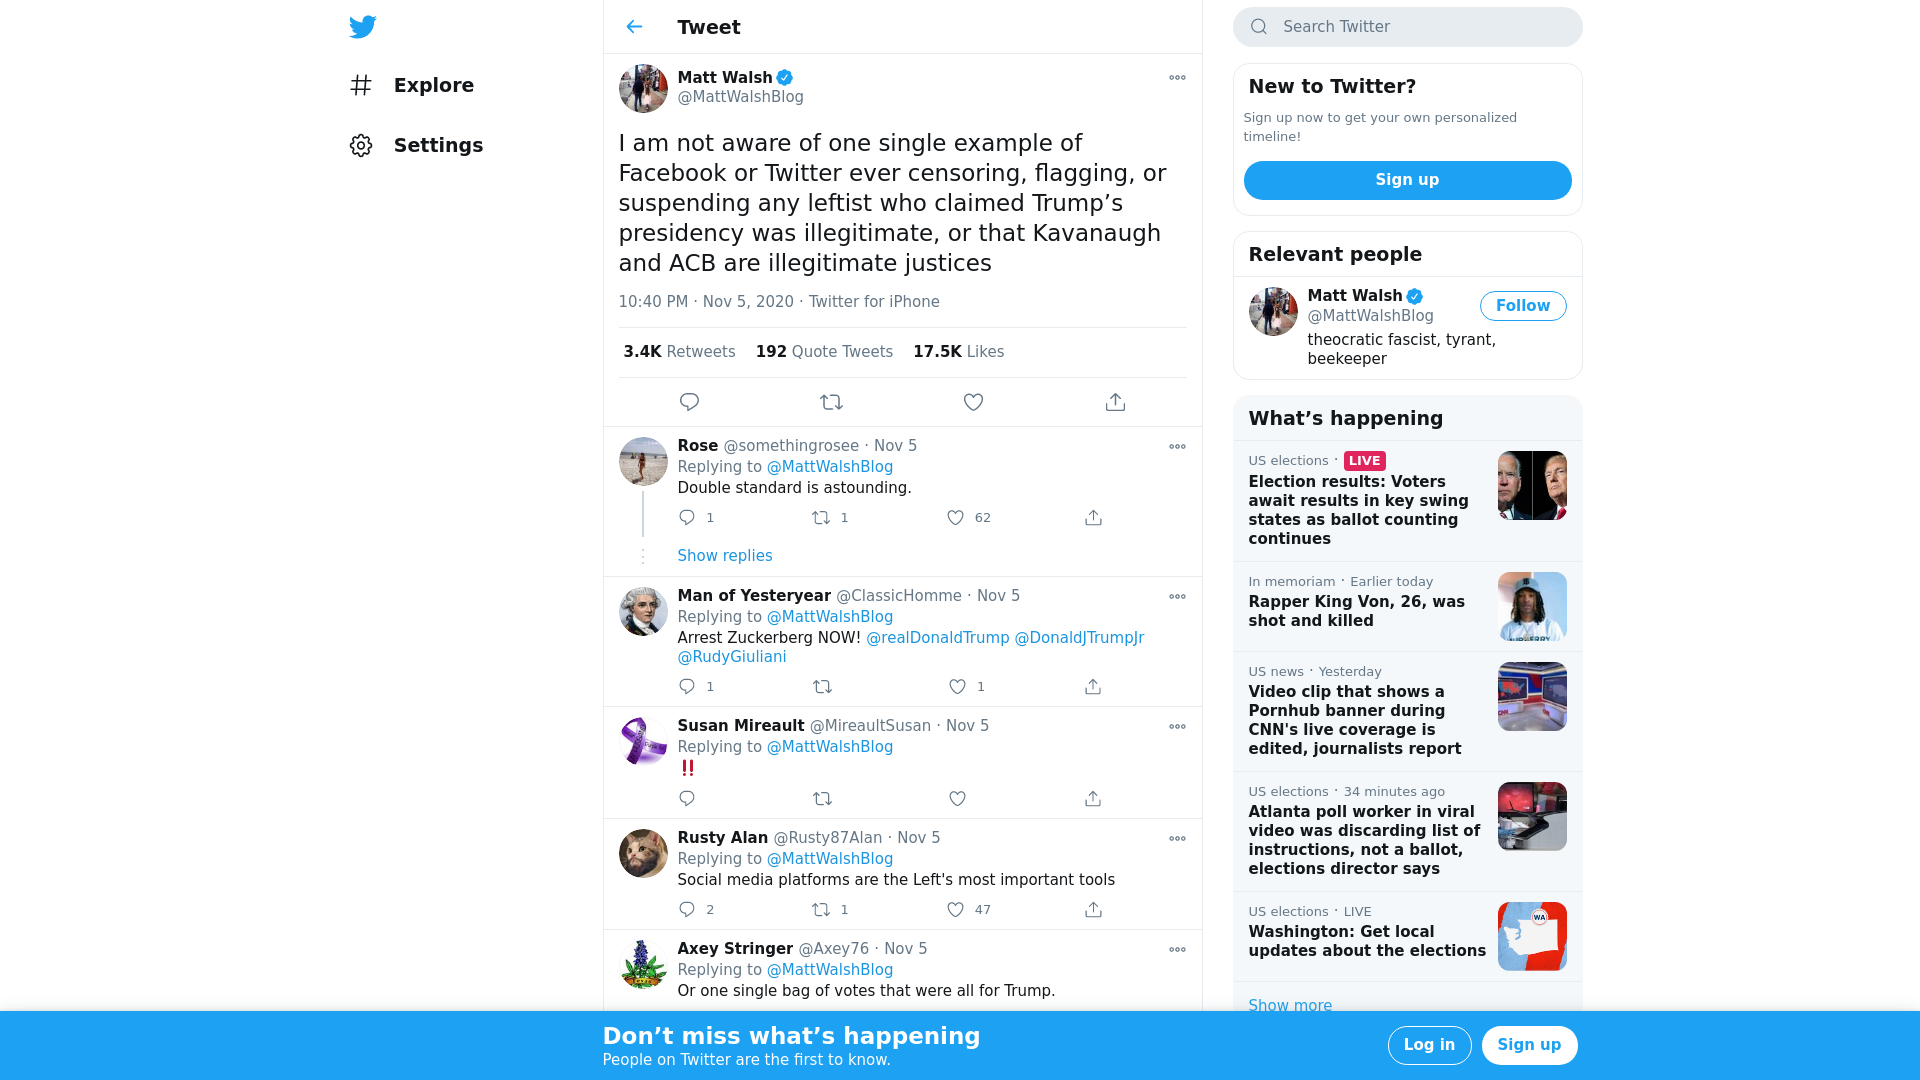 Explore
Settings
Tweet
Matt Walsh
@MattWalshBlog
I am not aware of one single example of
Facebook or Twitter ever censoring, flagging, or
suspending any leftist who claimed Trump’s
presidency was illegitimate, or that Kavanaugh
and ACB are illegitimate justices
10:40 PM · Nov 5, 2020 · Twitter for iPhone
3.4K Retweets 192 Quote Tweets 17.5K Likes
Rose @somethingrosee · Nov 5
Replying to @MattWalshBlog
Double standard is astounding.
1 1 62
Show replies
Man of Yesteryear @ClassicHomme · Nov 5
Replying to @MattWalshBlog
Arrest Zuckerberg NOW! @realDonaldTrump @DonaldJTrumpJr
@RudyGiuliani
1 1
Susan Mireault @MireaultSusan · Nov 5
Replying to @MattWalshBlog
‼️
Rusty Alan @Rusty87Alan · Nov 5
Replying to @MattWalshBlog
Social media platforms are the Left's most important tools
2 1 47
Axey Stringer @Axey76 · Nov 5
Replying to @MattWalshBlog
Or one single bag of votes that were all for Trump.
Search Twitter
New to Twitter?
Sign up now to get your own personalized
timeline!
Sign up
Relevant people
Matt Walsh
@MattWalshBlog
Follow
theocratic fascist, tyrant,
beekeeper
What’s happening
US elections · LIVE
Election results: Voters
await results in key swing
states as ballot counting
continues
In memoriam · Earlier today
Rapper King Von, 26, was
shot and killed
US news · Yesterday
Video clip that shows a
Pornhub banner during
CNN's live coverage is
edited, journalists report
US elections · 34 minutes ago
Atlanta poll worker in viral
video was discarding list of
instructions, not a ballot,
elections director says
US elections · LIVE
Washington: Get local
updates about the elections
WA
Show more
Don’t miss what’s happening
People on Twitter are the first to know.
Log in
Sign up